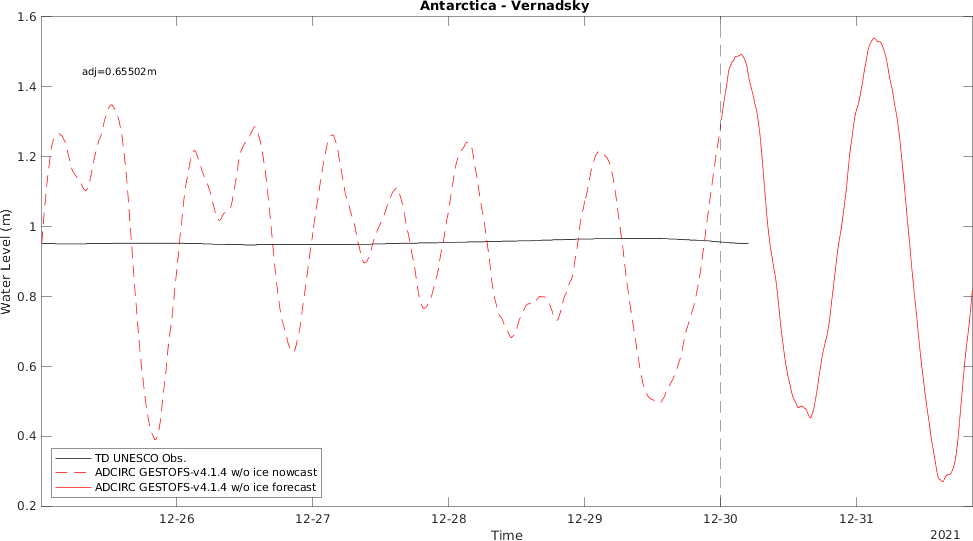 Antarctica - Vernadsky
1.6
adj=0.65502m
1.4
1.2
1
0.8
0.6
0.4
0.2
Water Level (m)
TD UNESCO Obs.
ADCIRC GESTOFS-v4.1.4 w/o ice nowcast
ADCIRC GESTOFS-v4.1.4 w/o ice forecast
12-26 12-27 12-28 12-29 12-30 12-31
Time
2021